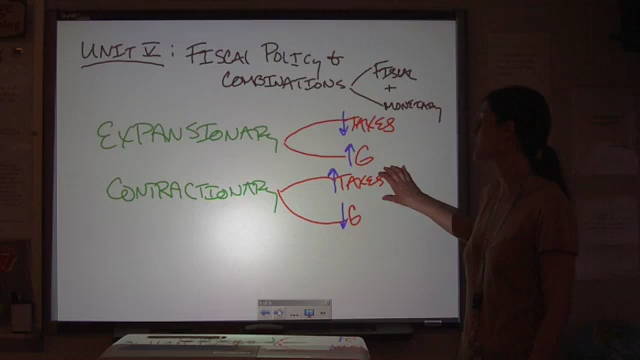 UNIT V: FISCAL POLICY &
COMBINATIONS
FISCAL
+
MONETARY
EXPANSIONARY
↓ TAXES
↑ G
CONTRACTIONARY
↑ TAXES
↓ G